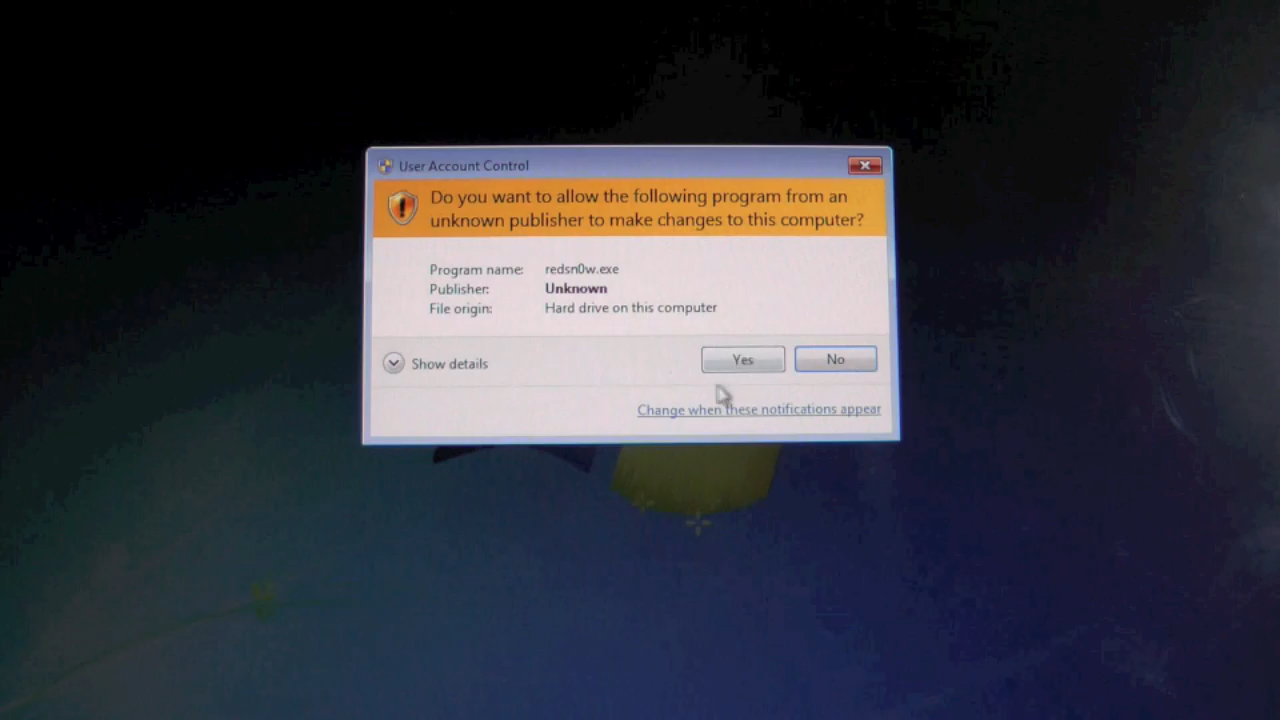 User Account Control
Do you want to allow the following program from an
unknown publisher to make changes to this computer?
Program name: redsn0w.exe
Publisher: Unknown
File origin: Hard drive on this computer
Show details
Yes
No
Change when these notifications appear